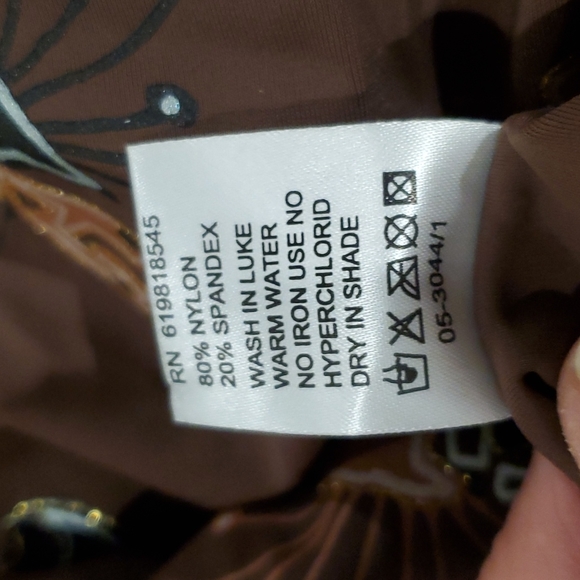 RN 619818545
80% NYLON
20% SPANDEX
WASH IN LUKE
WARM WATER
NO IRON USE NO
HYPERCHLORID
DRY IN SHADE
05-3044/1